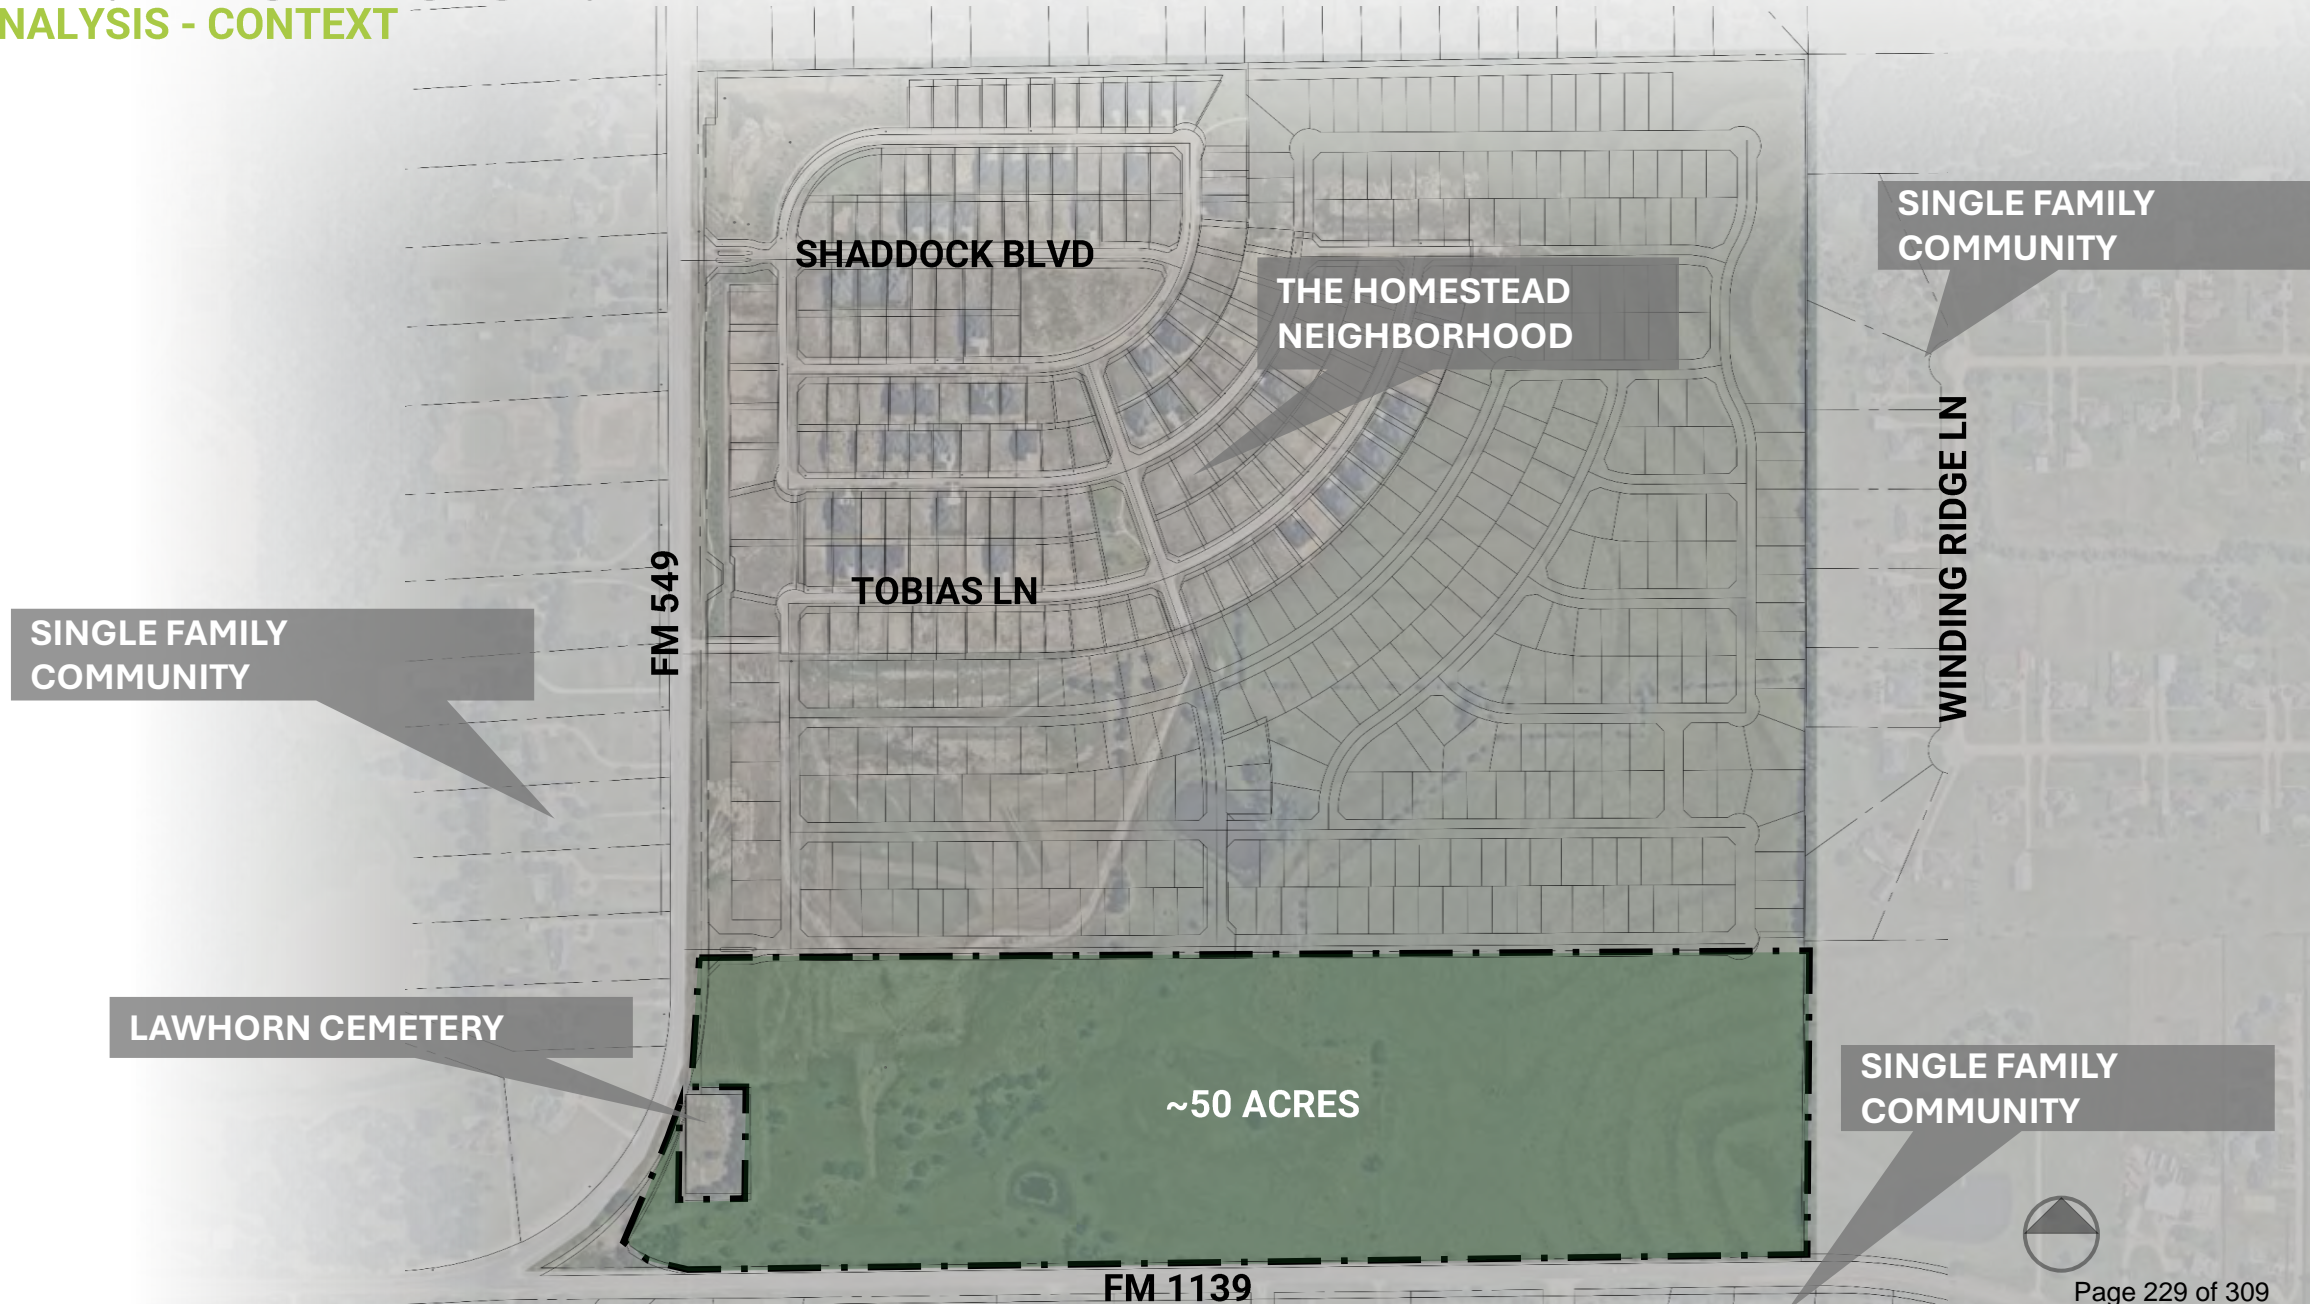 NALYSIS - CONTEXT
SINGLE FAMILY
COMMUNITY
SHADDOCK BLVD
THE HOMESTEAD
NEIGHBORHOOD
WINDING RIDGE LN
FM 549
TOBIAS LN
SINGLE FAMILY
COMMUNITY
LAWHORN CEMETERY
~50 ACRES
SINGLE FAMILY
COMMUNITY
FM 1139
Page 229 of 309